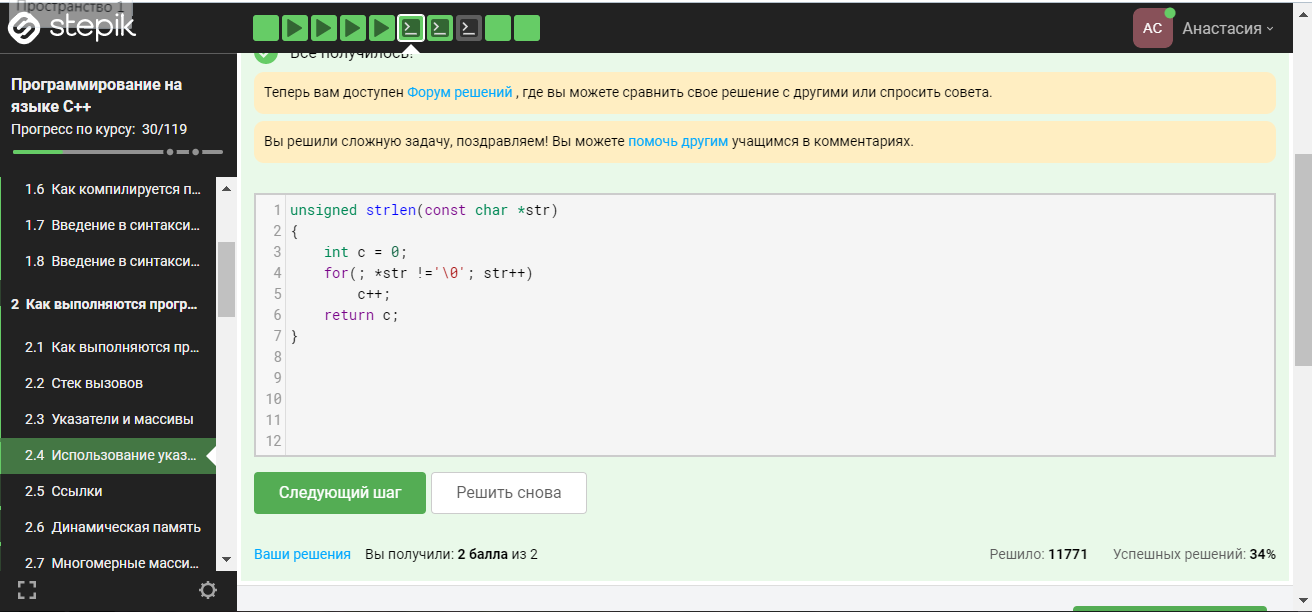 Пространство 1
stepik
АС
Анастасия
Программирование на
языке C++
Прогресс по курсу: 30/119
1.6 Как компилируется п...
1.7 Введение в синтакси...
1.8 Введение в синтакси...
2 Как выполняются прогр...
2.1 Как выполняются пр...
2.2 Стек вызовов
2.3 Указатели и массивы
2.4 Использование указ...
2.5 Ссылки
2.6 Динамическая память
2.7 Многомерные масси...
Всё получилось!
Теперь вам доступен Форум решений , где вы можете сравнить свое решение с другими или спросить совета.
Вы решили сложную задачу, поздравляем! Вы можете помочь другим учащимся в комментариях.
1 unsigned strlen(const char *str)
2 {
3     int c = 0;
4     for(; *str !='\0'; str++)
5         c++;
6     return c;
7 }
8
9
10
11
12
Следующий шаг
Решить снова
Ваши решения Вы получили: 2 балла из 2
Решило: 11771 Успешных решений: 34%